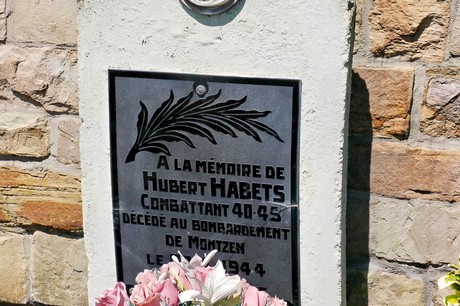 À LA MÉMOIRE DE
HUBERT HABETS
COMBATTANT 40-45
DÉCÉDÉ AU BOMBARDEMENT
DE MONTZEN
LE 1944